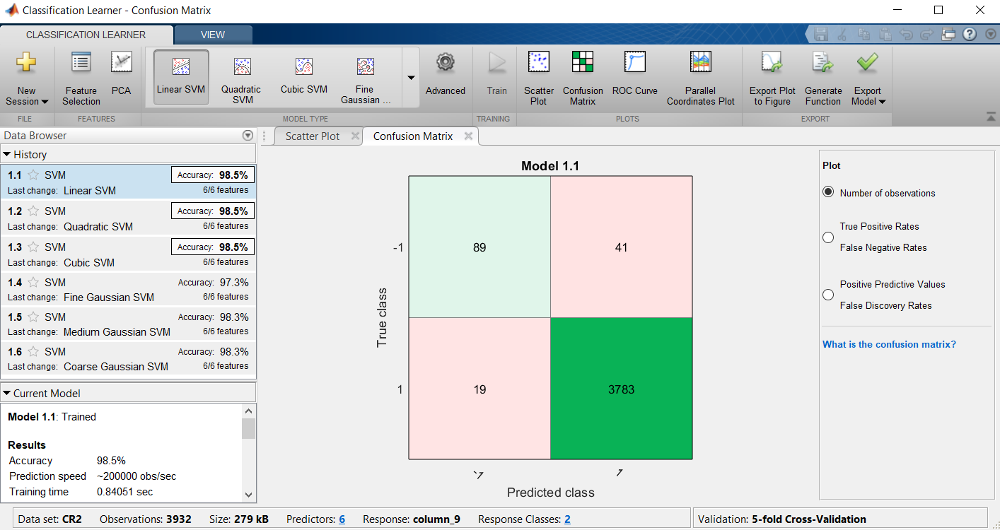 Classification Learner - Confusion Matrix
CLASSIFICATION LEARNER
VIEW
New
Session
Feature
Selection
PCA
Linear SVM
Quadratic
SVM
Cubic SVM
Fine
Gaussian ...
Advanced
Train
Scatter
Plot
Confusion
Matrix
ROC Curve
Parallel
Coordinates Plot
Export Plot
to Figure
Generate
Function
Export
Model
FILE
FEATURES
MODEL TYPE
TRAINING
PLOTS
EXPORT
Data Browser
History
1.1 SVM Accuracy: 98.5%
Last change: Linear SVM 6/6 features
1.2 SVM Accuracy: 98.5%
Last change: Quadratic SVM 6/6 features
1.3 SVM Accuracy: 98.5%
Last change: Cubic SVM 6/6 features
1.4 SVM Accuracy: 97.3%
Last change: Fine Gaussian SVM 6/6 features
1.5 SVM Accuracy: 98.3%
Last change: Medium Gaussian SVM 6/6 features
1.6 SVM Accuracy: 98.3%
Last change: Coarse Gaussian SVM 6/6 features
Current Model
Model 1.1: Trained
Results
Accuracy 98.5%
Prediction speed ~200000 obs/sec
Training time 0.84051 sec
Scatter Plot
Confusion Matrix
Model 1.1
True class
-1
89
41
1
19
3783
-1
1
Predicted class
Plot
Number of observations
True Positive Rates
False Negative Rates
Positive Predictive Values
False Discovery Rates
What is the confusion matrix?
Data set: CR2 Observations: 3932 Size: 279 kB Predictors: 6 Response: column_9 Response Classes: 2
Validation: 5-fold Cross-Validation